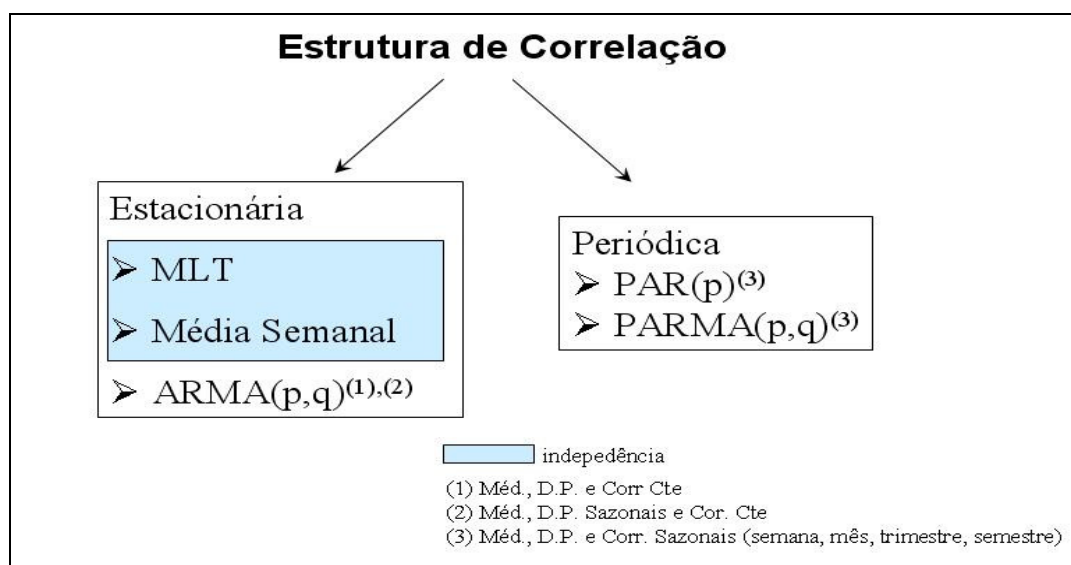 Estrutura de Correlação
Estacionária
➢ MLT
➢ Média Semanal
➢ ARMA(p,q)(1),(2)
Periódica
➢ PAR(p)(3)
➢ PARMA(p,q)(3)
indepedência
(1) Méd., D.P. e Corr Cte
(2) Méd., D.P. Sazonais e Cor. Cte
(3) Méd., D.P. e Corr. Sazonais (semana, mês, trimestre, semestre)